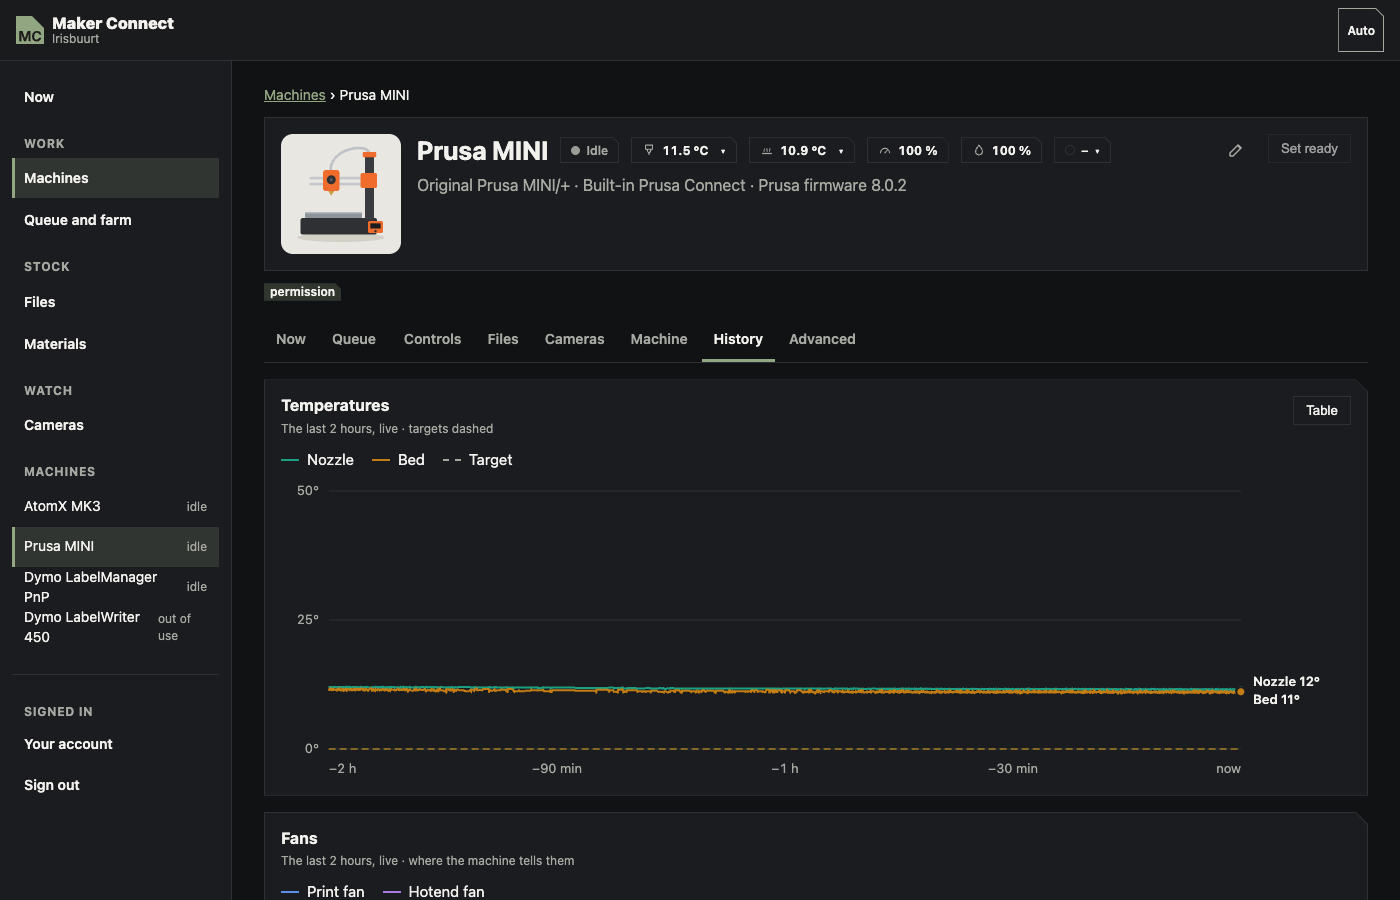 MC
Maker Connect
Irisbuurt
Auto
Now
WORK
Machines
Queue and farm
STOCK
Files
Materials
WATCH
Cameras
MACHINES
AtomX MK3 idle
Prusa MINI idle
Dymo LabelManager PnP idle
Dymo LabelWriter 450 out of use
SIGNED IN
Your account
Sign out
Machines › Prusa MINI
Prusa MINI Idle 11.5 °C 10.9 °C 100 % 100 % – Set ready
Original Prusa MINI/+ · Built-in Prusa Connect · Prusa firmware 8.0.2
permission
Now Queue Controls Files Cameras Machine History Advanced
Temperatures
Table
The last 2 hours, live · targets dashed
Nozzle Bed Target
50°
25°
Nozzle 12°
Bed 11°
0°
−2 h −90 min −1 h −30 min now
Fans
The last 2 hours, live · where the machine tells them
Print fan Hotend fan